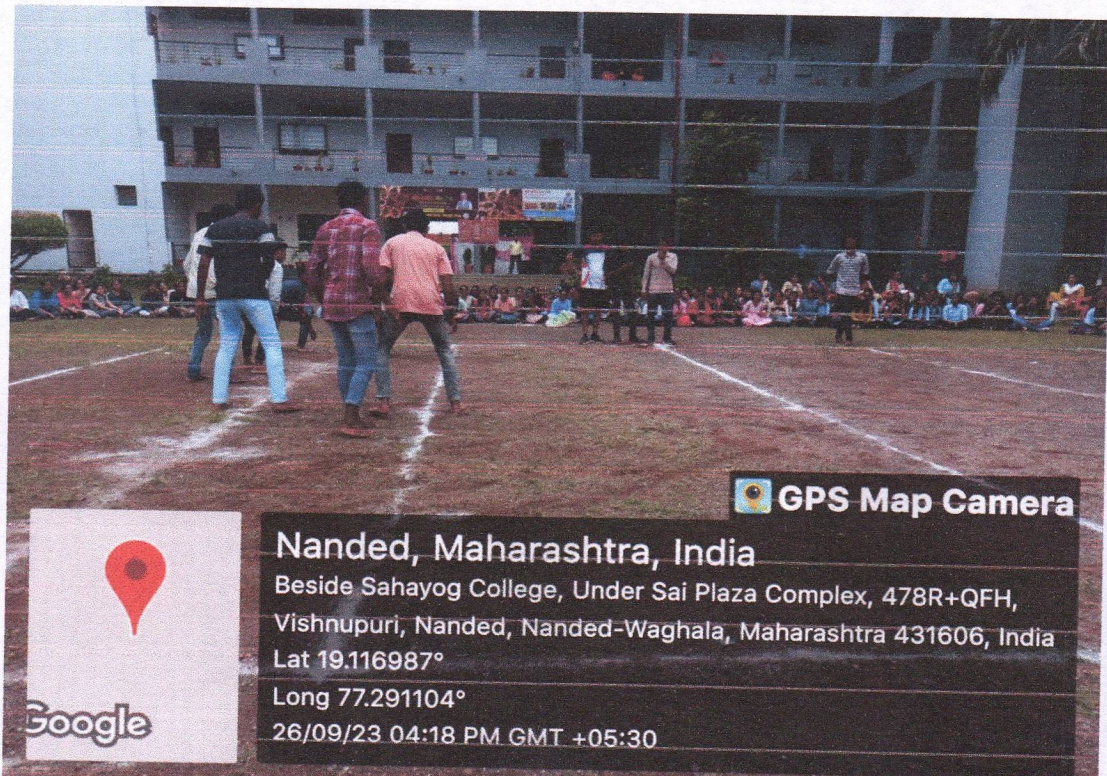 GPS Map Camera
Nanded, Maharashtra, India
Beside Sahayog College, Under Sai Plaza Complex, 478R+QFH,
Vishnupuri, Nanded, Nanded-Waghala, Maharashtra 431606, India
Lat 19.116987°
Long 77.291104°
26/09/23 04:18 PM GMT +05:30
Google